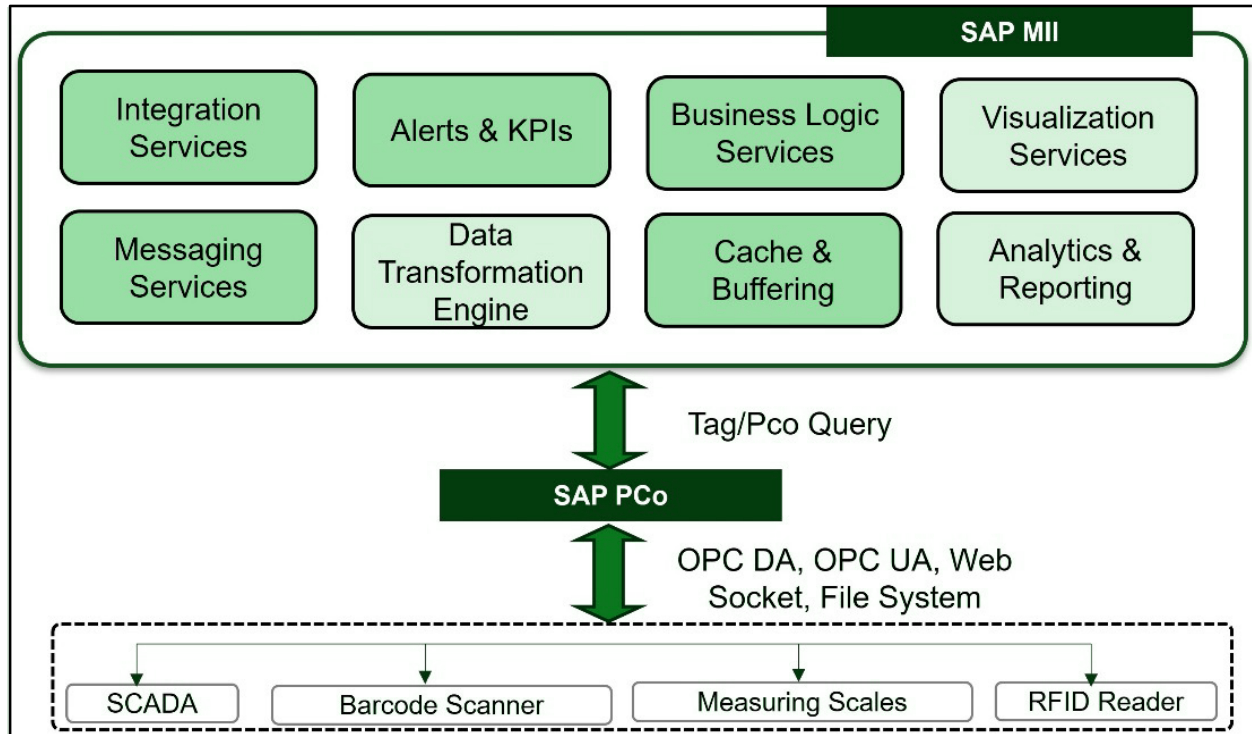 SAP MII
Integration
Services
Alerts & KPIs
Business Logic
Services
Visualization
Services
Messaging
Services
Data
Transformation
Engine
Cache &
Buffering
Analytics &
Reporting
Tag/Pco Query
SAP PCo
OPC DA, OPC UA, Web
Socket, File System
SCADA
Barcode Scanner
Measuring Scales
RFID Reader